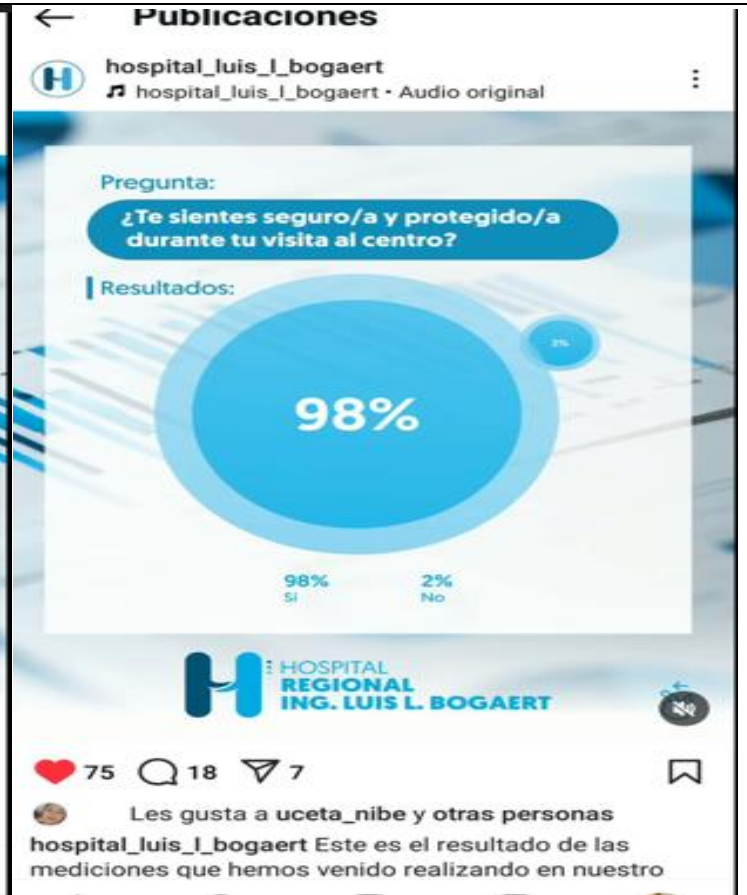 Publicaciones
hospital_luis_l_bogaert
hospital_luis_l_bogaert • Audio original
Pregunta:
¿Te sientes seguro/a y protegido/a
durante tu visita al centro?
Resultados:
2%
98%
98% 2%
Si No
HOSPITAL
REGIONAL
ING. LUIS L. BOGAERT
75 18 7
Les gusta a uceta_nibe y otras personas
hospital_luis_l_bogaert Este es el resultado de las
mediciones que hemos venido realizando en nuestro